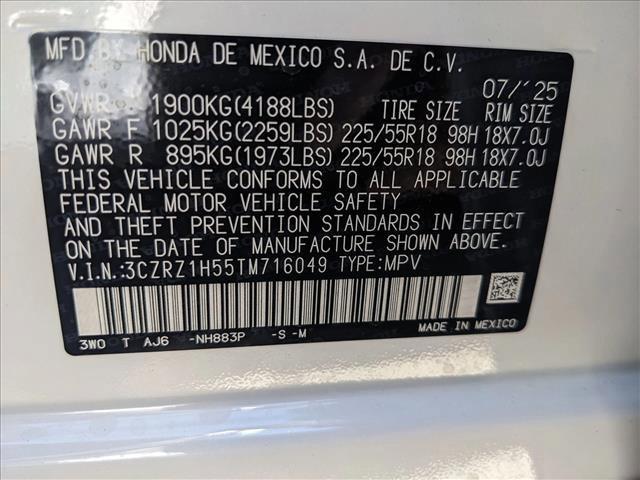 MFD BY HONDA DE MEXICO S.A. DE C.V.
07/'25
GVWR 1900KG(4188LBS) TIRE SIZE RIM SIZE
GAWR F 1025KG(2259LBS) 225/55R18 98H 18X7.0J
GAWR R 895KG(1973LBS) 225/55R18 98H 18X7.0J
THIS VEHICLE CONFORMS TO ALL APPLICABLE
FEDERAL MOTOR VEHICLE SAFETY
AND THEFT PREVENTION STANDARDS IN EFFECT
ON THE DATE OF MANUFACTURE SHOWN ABOVE.
V.I.N.:3CZRZ1H55TM716049 TYPE:MPV
3W0 T AJ6 -NH883P -S-M
MADE IN MEXICO